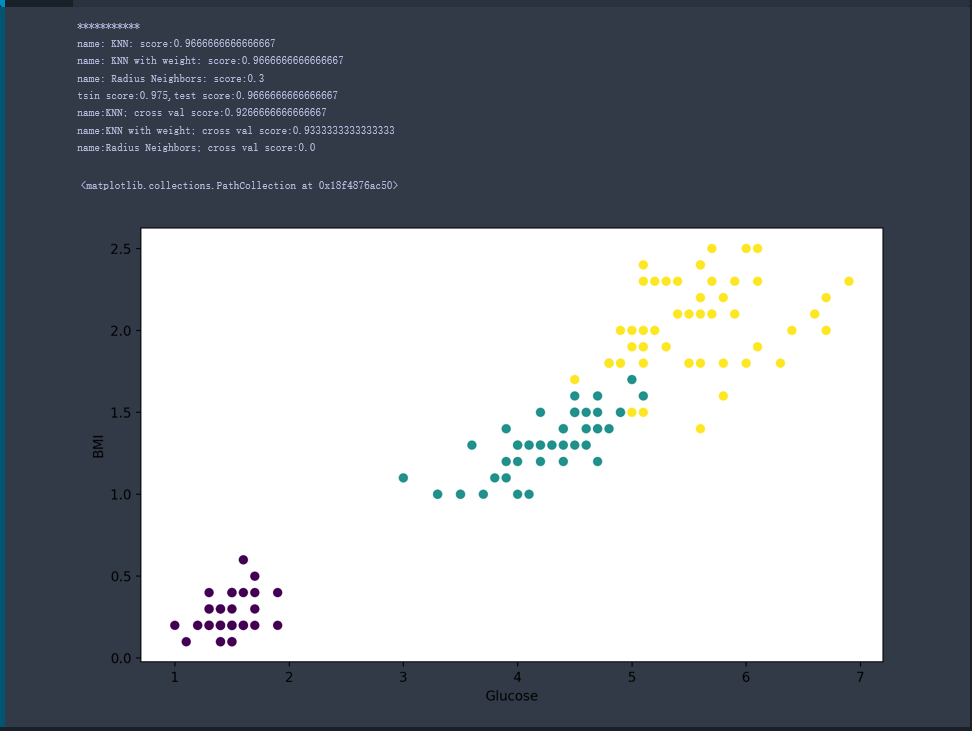 ***********
name: KNN: score:0.9666666666666667
name: KNN with weight: score:0.9666666666666667
name: Radius Neighbors: score:0.3
tsin score:0.975,test score:0.9666666666666667
name:KNN; cross val score:0.9266666666666667
name:KNN with weight; cross val score:0.9333333333333333
name:Radius Neighbors; cross val score:0.0
<matplotlib.collections.PathCollection at 0x18f4876ac50>
2.5
2.0
1.5
1.0
0.5
0.0
BMI
1 2 3 4 5 6 7
Glucose